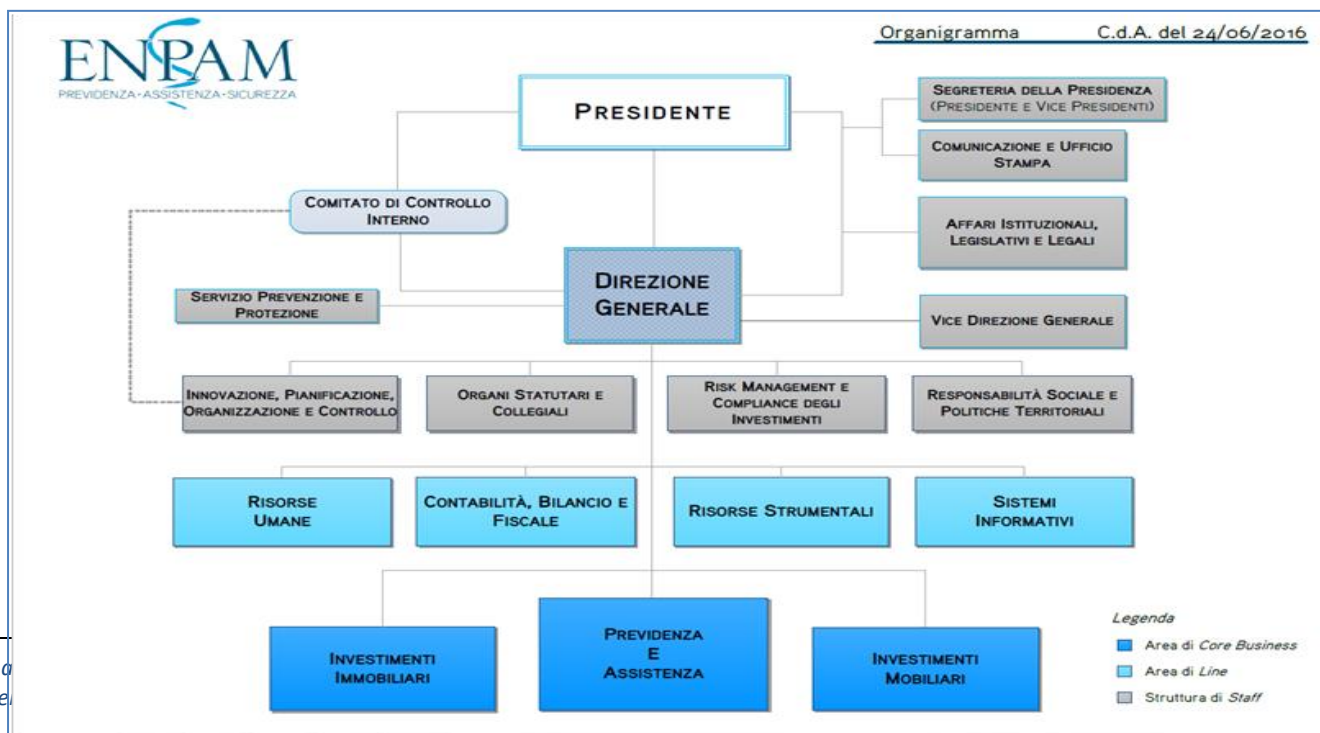 ENPAM
PREVIDENZA-ASSISTENZA-SICUREZZA
Organigramma C.d.A. del 24/06/2016
PRESIDENTE
SEGRETERIA DELLA PRESIDENZA
(PRESIDENTE E VICE PRESIDENTI)
COMUNICAZIONE E UFFICIO
STAMPA
COMITATO DI CONTROLLO
INTERNO
AFFARI ISTITUZIONALI,
LEGISLATIVI E LEGALI
DIREZIONE
GENERALE
SERVIZIO PREVENZIONE E
PROTEZIONE
VICE DIREZIONE GENERALE
INNOVAZIONE, PIANIFICAZIONE,
ORGANIZZAZIONE E CONTROLLO
ORGANI STATUTARI E
COLLEGIALI
RISK MANAGEMENT E
COMPLIANCE DEGLI
INVESTIMENTI
RESPONSABILITÀ SOCIALE E
POLITICHE TERRITORIALI
RISORSE
UMANE
CONTABILITÀ, BILANCIO E
FISCALE
RISORSE STRUMENTALI
SISTEMI
INFORMATIVI
INVESTIMENTI
IMMOBILIARI
PREVIDENZA
E
ASSISTENZA
INVESTIMENTI
MOBILIARI
Legenda
Area di Core Business
Area di Line
Struttura di Staff